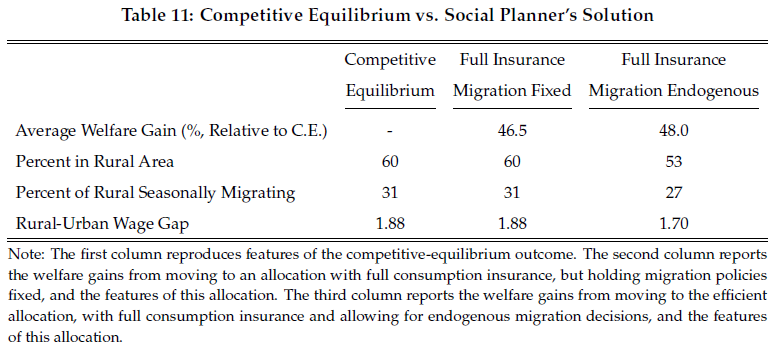 Table 11: Competitive Equilibrium vs. Social Planner's Solution
Competitive Full Insurance Full Insurance
Equilibrium Migration Fixed Migration Endogenous
Average Welfare Gain (%, Relative to C.E.) - 46.5 48.0
Percent in Rural Area 60 60 53
Percent of Rural Seasonally Migrating 31 31 27
Rural-Urban Wage Gap 1.88 1.88 1.70
Note: The first column reproduces features of the competitive-equilibrium outcome. The second column reports
the welfare gains from moving to an allocation with full consumption insurance, but holding migration policies
fixed, and the features of this allocation. The third column reports the welfare gains from moving to the efficient
allocation, with full consumption insurance and allowing for endogenous migration decisions, and the features
of this allocation.